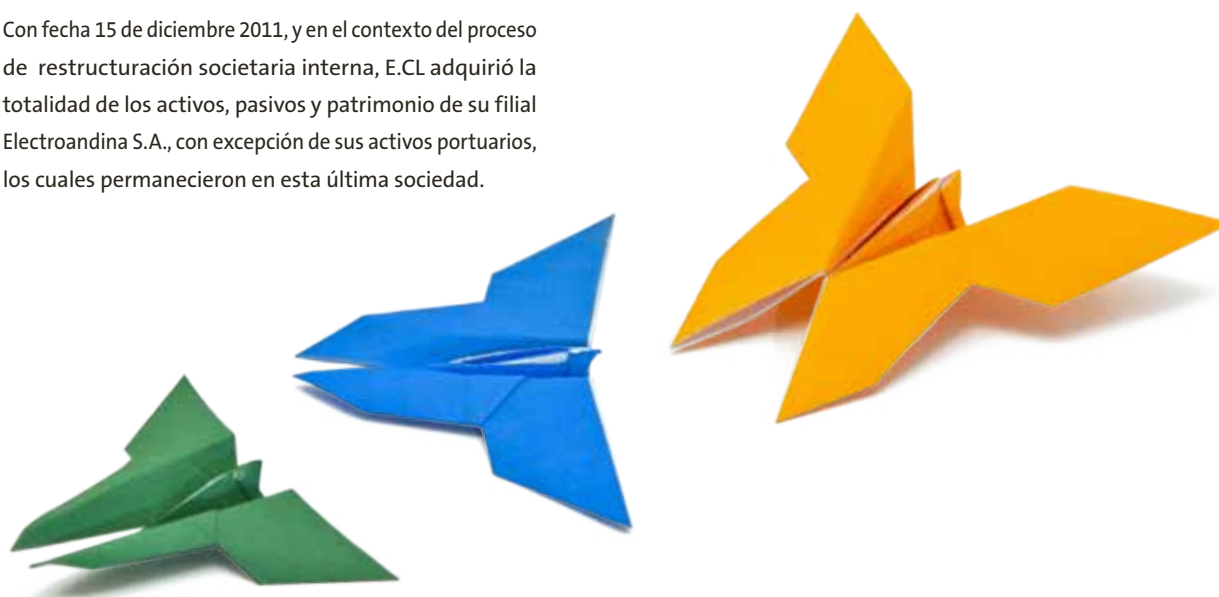 Con fecha 15 de diciembre 2011, y en el contexto del proceso
de restructuración societaria interna, E.CL adquirió la
totalidad de los activos, pasivos y patrimonio de su filial
Electroandina S.A., con excepción de sus activos portuarios,
los cuales permanecieron en esta última sociedad.